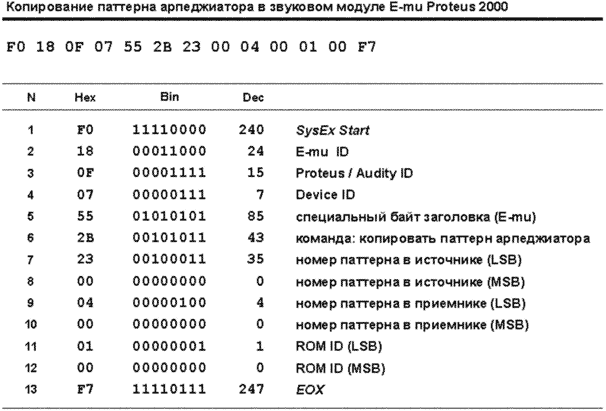 Копирование паттерна арпеджиатора в звуковом модуле E-mu Proteus 2000
F0 18 0F 07 55 2B 23 00 04 00 01 00 F7
N Hex Bin Dec
1 F0 11110000 240 SysEx Start
2 18 00011000 24 E-mu ID
3 0F 00001111 15 Proteus / Audity ID
4 07 00000111 7 Device ID
5 55 01010101 85 специальный байт заголовка (E-mu)
6 2B 00101011 43 команда: копировать паттерн арпеджиатора
7 23 00100011 35 номер паттерна в источнике (LSB)
8 00 00000000 0 номер паттерна в источнике (MSB)
9 04 00000100 4 номер паттерна в приемнике (LSB)
10 00 00000000 0 номер паттерна в приемнике (MSB)
11 01 00000001 1 ROM ID (LSB)
12 00 00000000 0 ROM ID (MSB)
13 F7 11110111 247 EOX